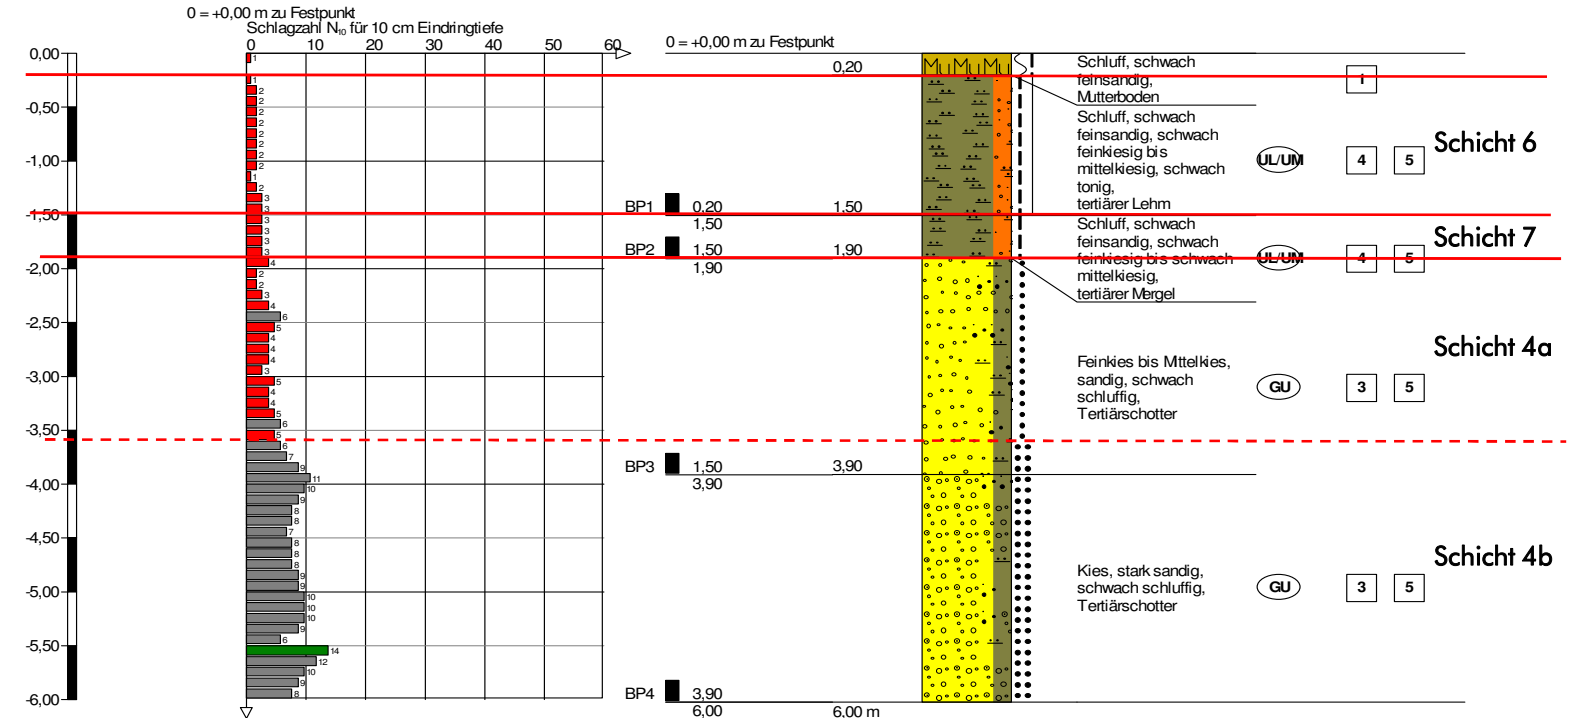 0 = +0,00 m zu Festpunkt
Schlagzahl N10 für 10 cm Eindringtiefe
0 10 20 30 40 50 60
0,00
-0,50
-1,00
-1,50
-2,00
-2,50
-3,00
-3,50
-4,00
-4,50
-5,00
-5,50
-6,00
1
1
2
2
2
2
2
2
2
2
1
2
3
3
3
3
3
3
4
2
2
3
4
6
5
4
4
4
3
5
4
4
5
6
5
6
7
9
11
10
9
8
8
7
8
8
8
9
9
10
10
10
9
6
14
12
10
9
8
0 = +0,00 m zu Festpunkt
0,20
BP1 0,20 1,50
1,50
BP2 1,50 1,90
1,90
BP3 1,50 3,90
3,90
BP4 3,90
6,00 6.00 m
Mu Mu Mu
Schluff, schwach
feinsandig,
Mutterboden
1
Schluff, schwach
feinsandig, schwach
feinkiesig bis
mittelkiesig, schwach
tonig,
tertiärer Lehm
UL/UM 4 5
Schicht 6
Schluff, schwach
feinsandig, schwach
feinkiesig bis schwach
mittelkiesig,
tertiärer Mergel
UL/UM 4 5
Schicht 7
Feinkies bis Mittelkies,
sandig, schwach
schluffig,
Tertiärschotter
GU 3 5
Schicht 4a
Kies, stark sandig,
schwach schluffig,
Tertiärschotter
GU 3 5
Schicht 4b